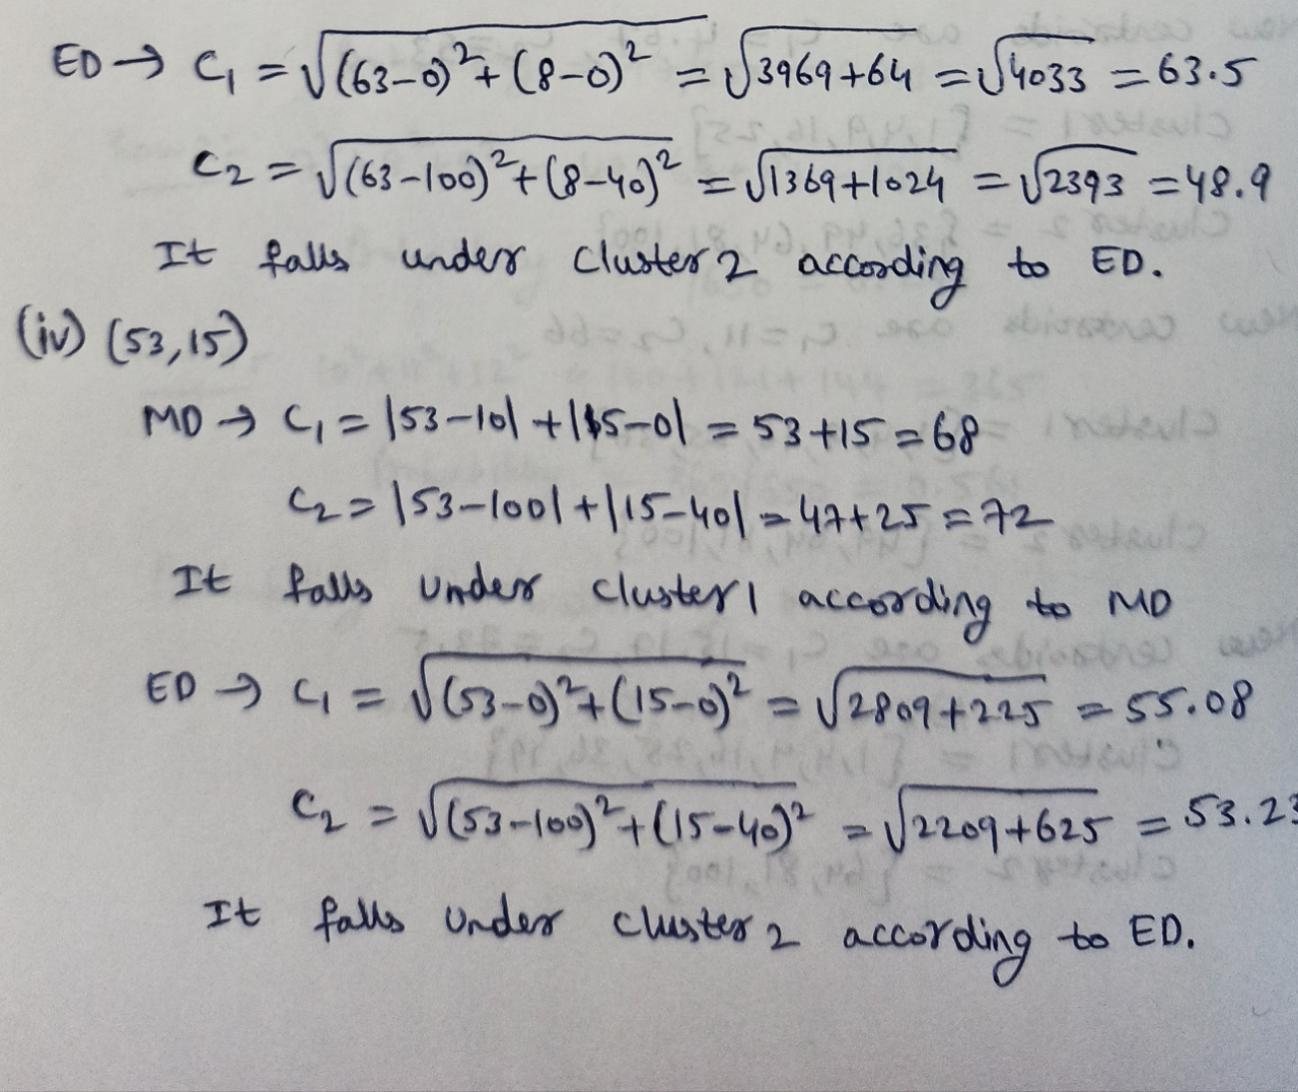 ED → C₁ = √(63-0)²+(8-0)² = √3969+64 = √4033 = 63.5
C₂ = √(63-100)²+(8-40)² = √1369+1024 = √2393 = 48.9
It falls under cluster 2 according to ED.
(iv) (53,15)
MD → C₁ = |53-10| + |15-0| = 53+15 = 68
C₂ = |53-100| + |15-40| = 47+25 = 72
It falls under cluster 1 according to MD
ED → C₁ = √(53-0)²+(15-0)² = √2809+225 = 55.08
C₂ = √(53-100)²+(15-40)² = √2209+625 = 53.23
It falls under cluster 2 according to ED.